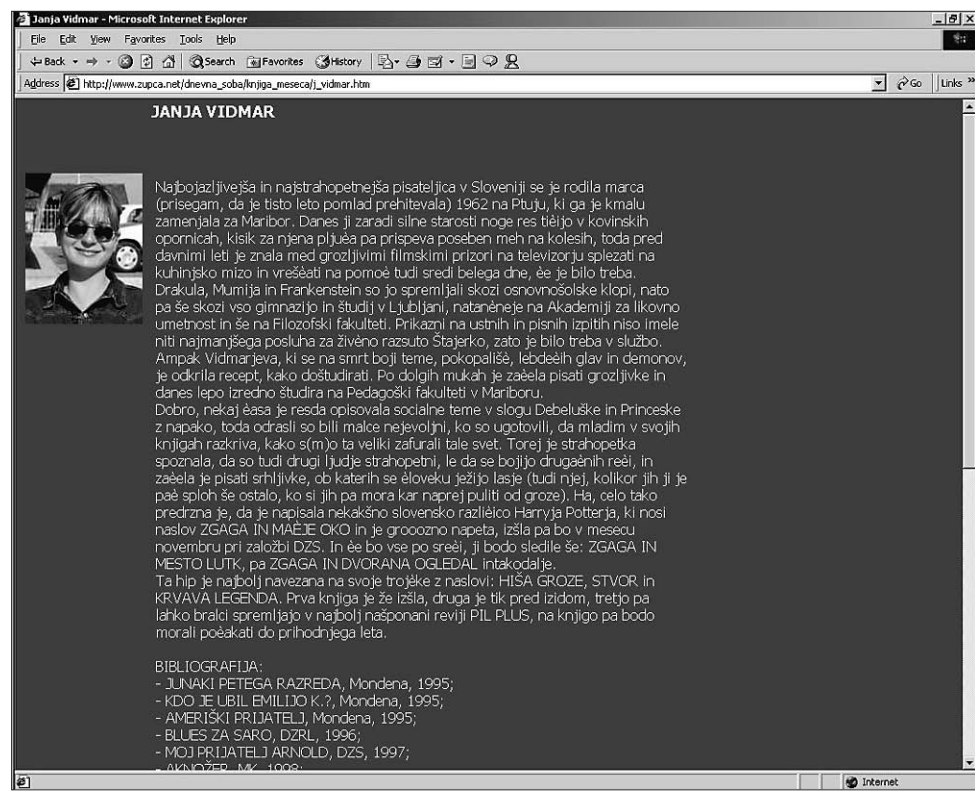 Janja Vidmar - Microsoft Internet Explorer
File Edit View Favorites Tools Help
Back Search Favorites History
Address http://www.zupca.net/dnevna_soba/knjiga_meseca/j_vidmar.htm Go Links »
JANJA VIDMAR
Najbojazljivejša in najstrahopetnejša pisateljica v Sloveniji se je rodila marca
(prisegam, da je tisto leto pomlad prehitevala) 1962 na Ptuju, ki ga je kmalu
zamenjala za Maribor. Danes ji zaradi silne starosti noge res tièijo v kovinskih
opornicah, kisik za njena pljuèa pa prispeva poseben meh na kolesih, toda pred
davnimi leti je znala med grozljivimi filmskimi prizori na televizorju splezati na
kuhinjsko mizo in vrešèati na pomoé tudi sredi belega dne, èe je bilo treba.
Drakula, Mumija in Frankenstein so jo spremljali skozi osnovnošolske klopi, nato
pa še skozi vso gimnazijo in študij v Ljubljani, natanèneje na Akademiji za likovno
umetnost in še na Filozofski fakulteti. Prikazni na ustnih in pisnih izpitih niso imele
niti najmanjšega posluha za živèno razsuto Štajerko, zato je bilo treba v službo.
Ampak Vidmarjeva, ki se na smrt boji teme, pokopališè, lebdeèih glav in demonov,
je odkrila recept, kako doštudirati. Po dolgih mukah je zaèela pisati grozljivke in
danes lepo izredno študira na Pedagoški fakulteti v Mariboru.
Dobro, nekaj èasa je resda opisovala socialne teme v slogu Debeluške in Princeske
z napako, toda odrasli so bili malce nejevoljni, ko so ugotovili, da mladim v svojih
knjigah razkriva, kako s(m)o ta veliki zafurali tale svet. Torej je strahopetka
spoznala, da so tudi drugi ljudje strahopetni, le da se bojijo drugaènih reèi, in
zaèela je pisati srhljivke, ob katerih se èloveku ježijo lasje (tudi njej, kolikor jih ji je
paè sploh še ostalo, ko si jih pa mora kar naprej puliti od groze). Ha, celo tako
predrzna je, da je napisala nekakšno slovensko razlièico Harryja Potterja, ki nosi
naslov ZGAGA IN MAÈJE OKO in je grooozno napeta, izšla pa bo v mesecu
novembru pri založbi DZS. In èe bo vse po sreèi, ji bodo sledile še: ZGAGA IN
MESTO LUTK, pa ZGAGA IN DVORANA OGLEDAL intakodalje.
Ta hip je najbolj navezana na svoje trojèke z naslovi: HIŠA GROZE, STVOR in
KRVAVA LEGENDA. Prva knjiga je že izšla, druga je tik pred izidom, tretjo pa
lahko bralci spremljajo v najbolj našponani reviji PIL PLUS, na knjigo pa bodo
morali poèakati do prihodnjega leta.
BIBLIOGRAFIJA:
- JUNAKI PETEGA RAZREDA, Mondena, 1995;
- KDO JE UBIL EMILIJO K.?, Mondena, 1995;
- AMERIŠKI PRIJATELJ, Mondena, 1995;
- BLUES ZA SARO, DZRL, 1996;
- MOJ PRIJATELJ ARNOLD, DZS, 1997;
- AKNOŽER, MK, 1998;
Internet